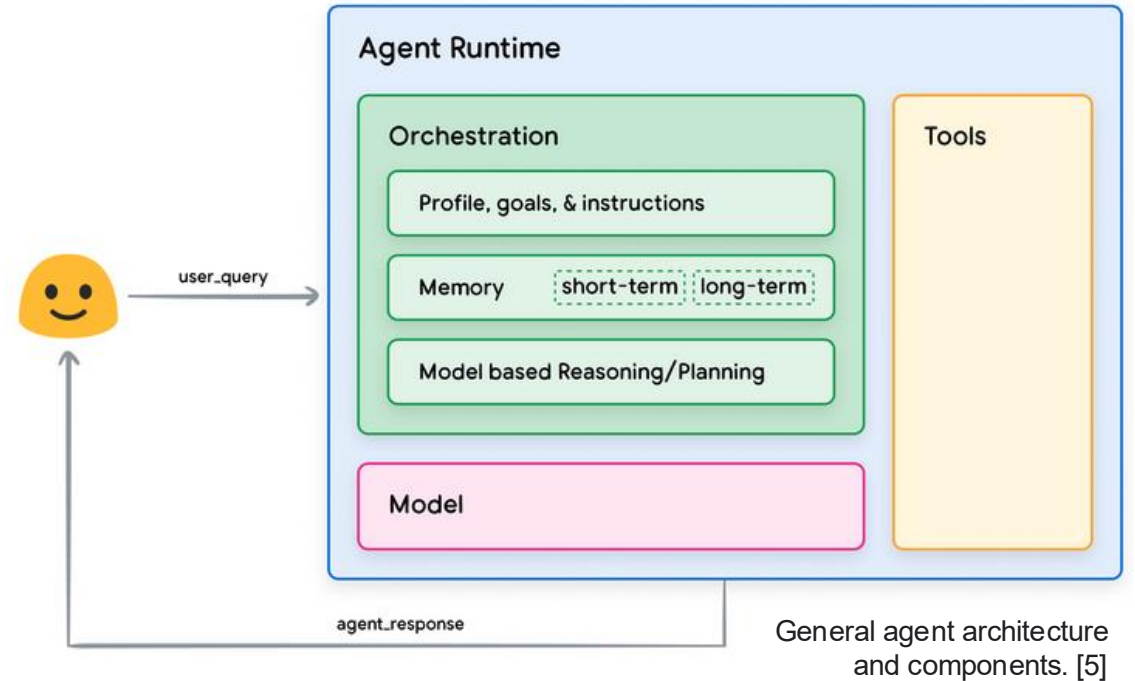 Agent Runtime
Orchestration
Tools
Profile, goals, & instructions
user_query
Memory short-term long-term
Model based Reasoning/Planning
Model
agent_response
General agent architecture
and components. [5]